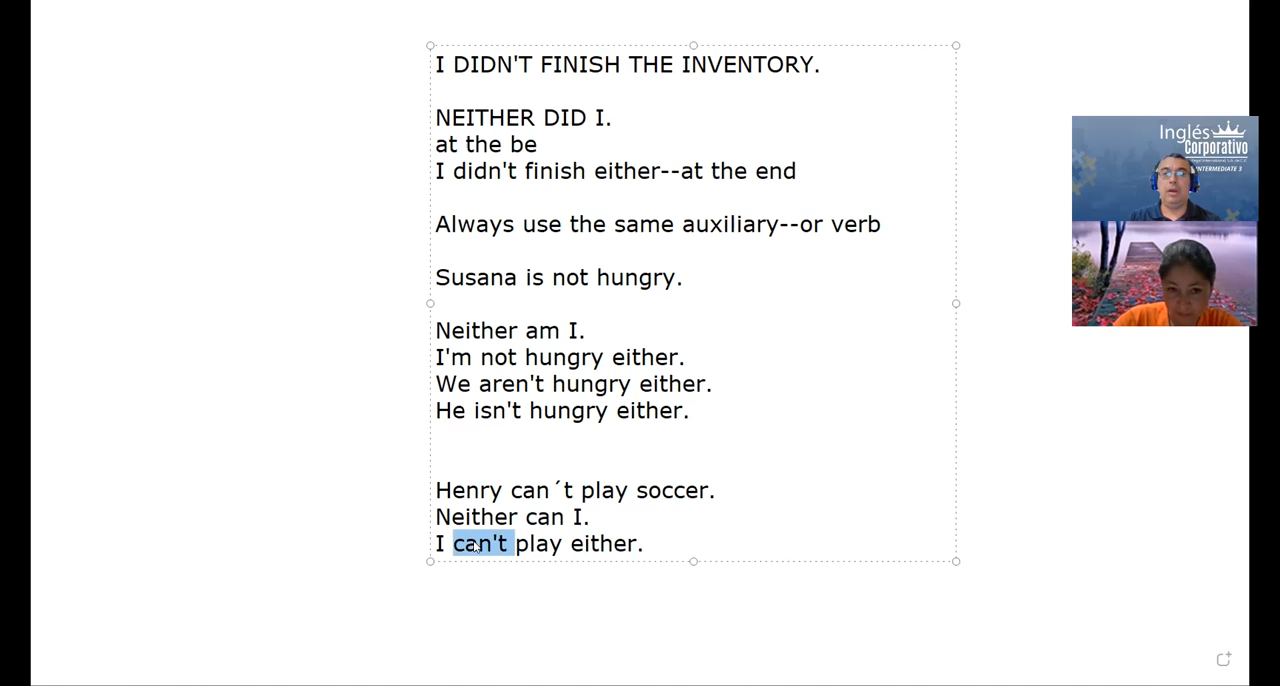 I DIDN'T FINISH THE INVENTORY.
NEITHER DID I.
at the be
I didn't finish either--at the end
Always use the same auxiliary--or verb
Susana is not hungry.
Neither am I.
I'm not hungry either.
We aren't hungry either.
He isn't hungry either.
Henry can´t play soccer.
Neither can I.
I can't play either.
Inglés
Corporativo
INTERMEDIATE 3